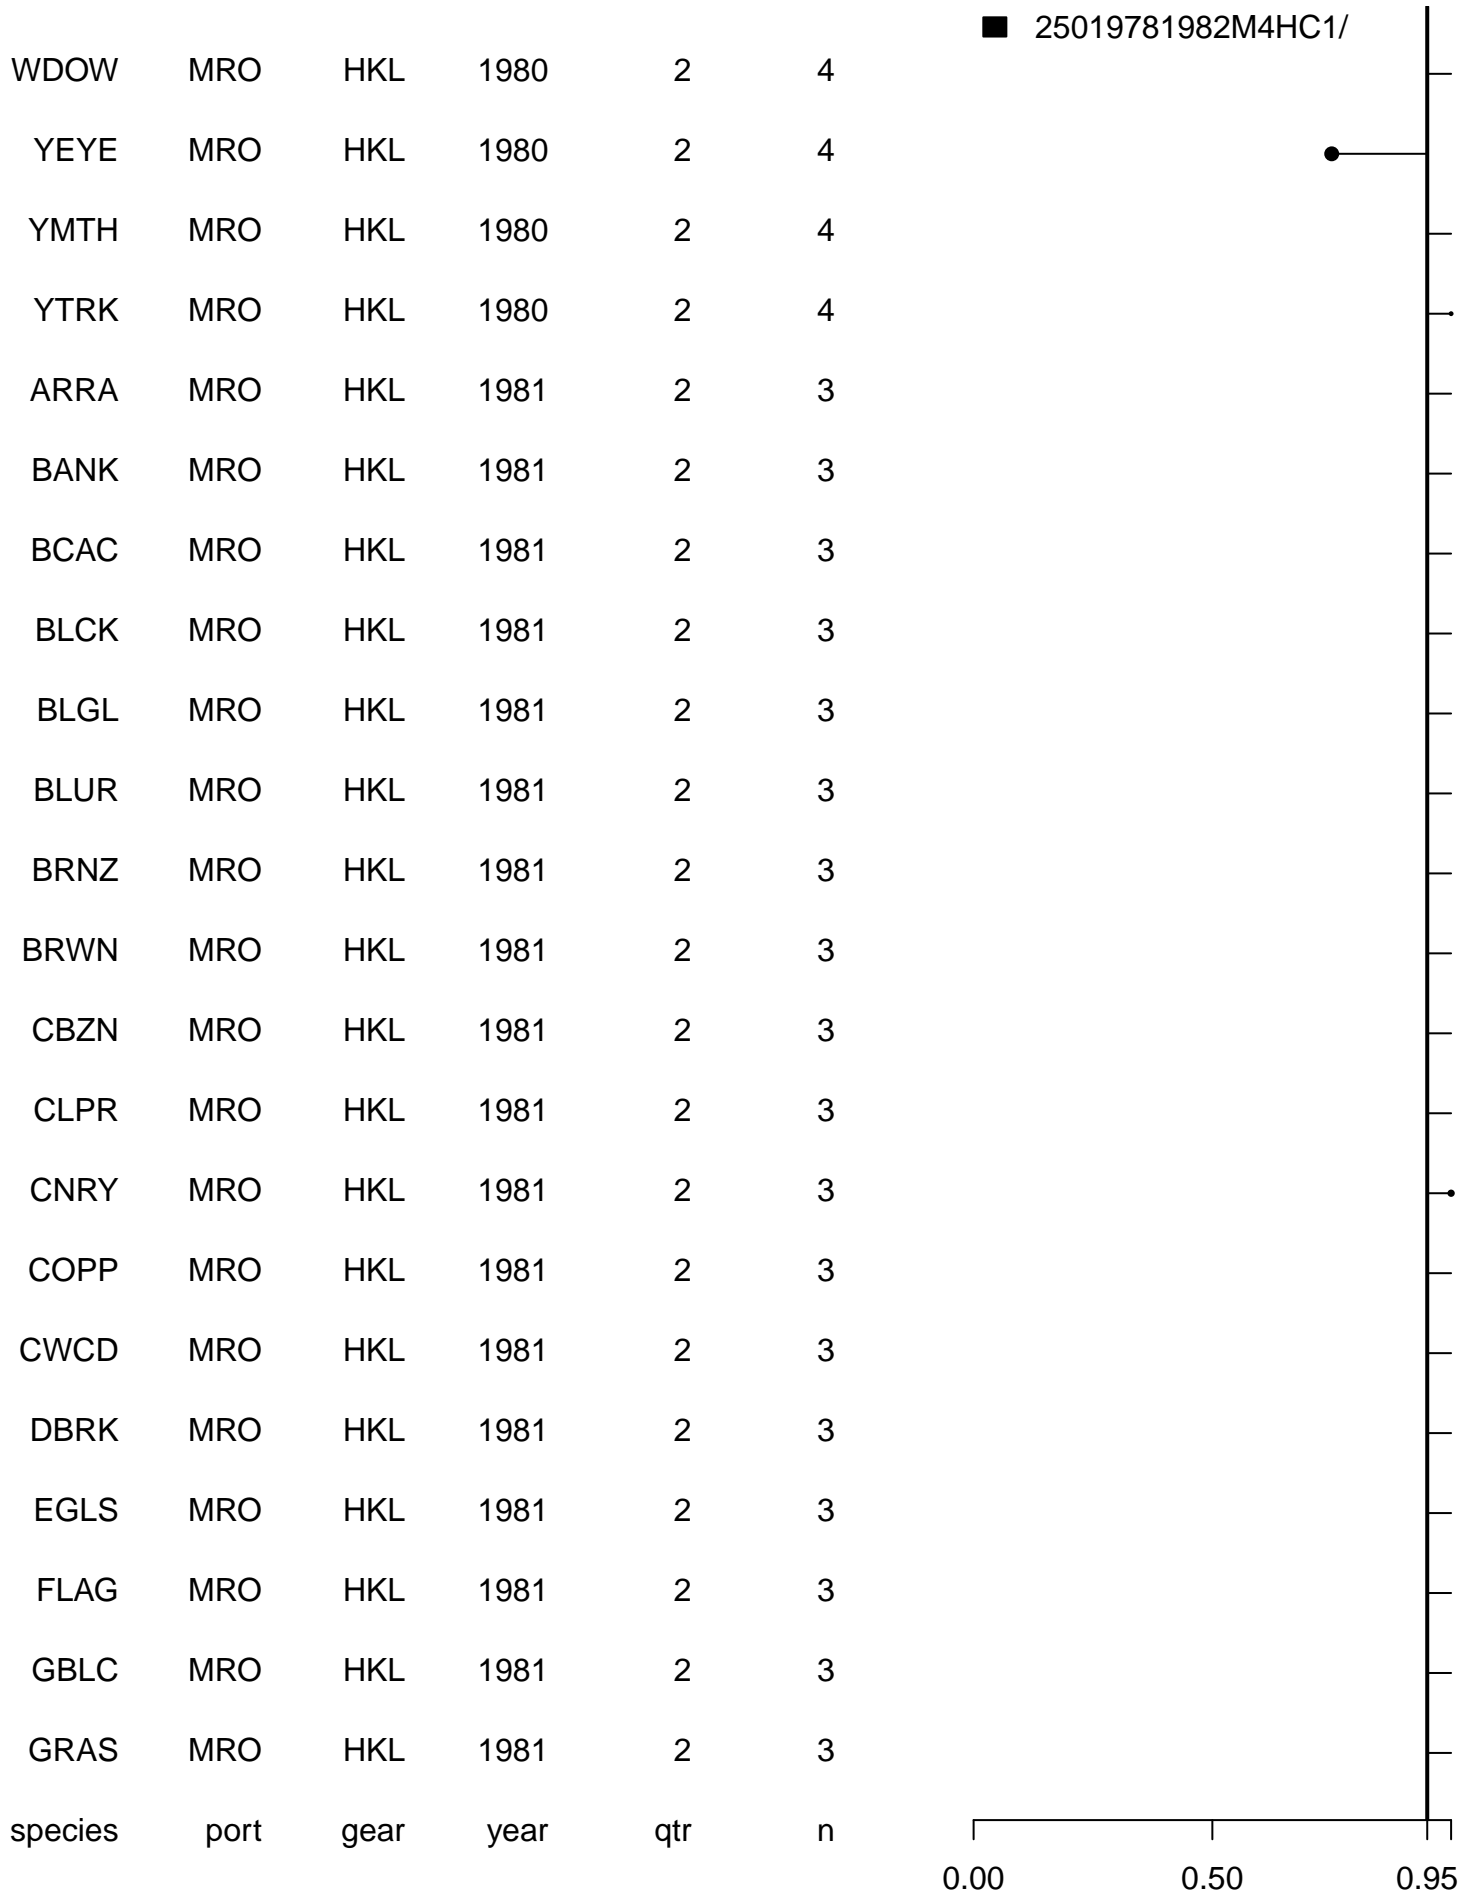 25019781982M4HC1/
WDOW MRO HKL 1980 2 4
YEYE MRO HKL 1980 2 4
YMTH MRO HKL 1980 2 4
YTRK MRO HKL 1980 2 4
ARRA MRO HKL 1981 2 3
BANK MRO HKL 1981 2 3
BCAC MRO HKL 1981 2 3
BLCK MRO HKL 1981 2 3
BLGL MRO HKL 1981 2 3
BLUR MRO HKL 1981 2 3
BRNZ MRO HKL 1981 2 3
BRWN MRO HKL 1981 2 3
CBZN MRO HKL 1981 2 3
CLPR MRO HKL 1981 2 3
CNRY MRO HKL 1981 2 3
COPP MRO HKL 1981 2 3
CWCD MRO HKL 1981 2 3
DBRK MRO HKL 1981 2 3
EGLS MRO HKL 1981 2 3
FLAG MRO HKL 1981 2 3
GBLC MRO HKL 1981 2 3
GRAS MRO HKL 1981 2 3
species port gear year qtr n
0.00 0.50 0.95